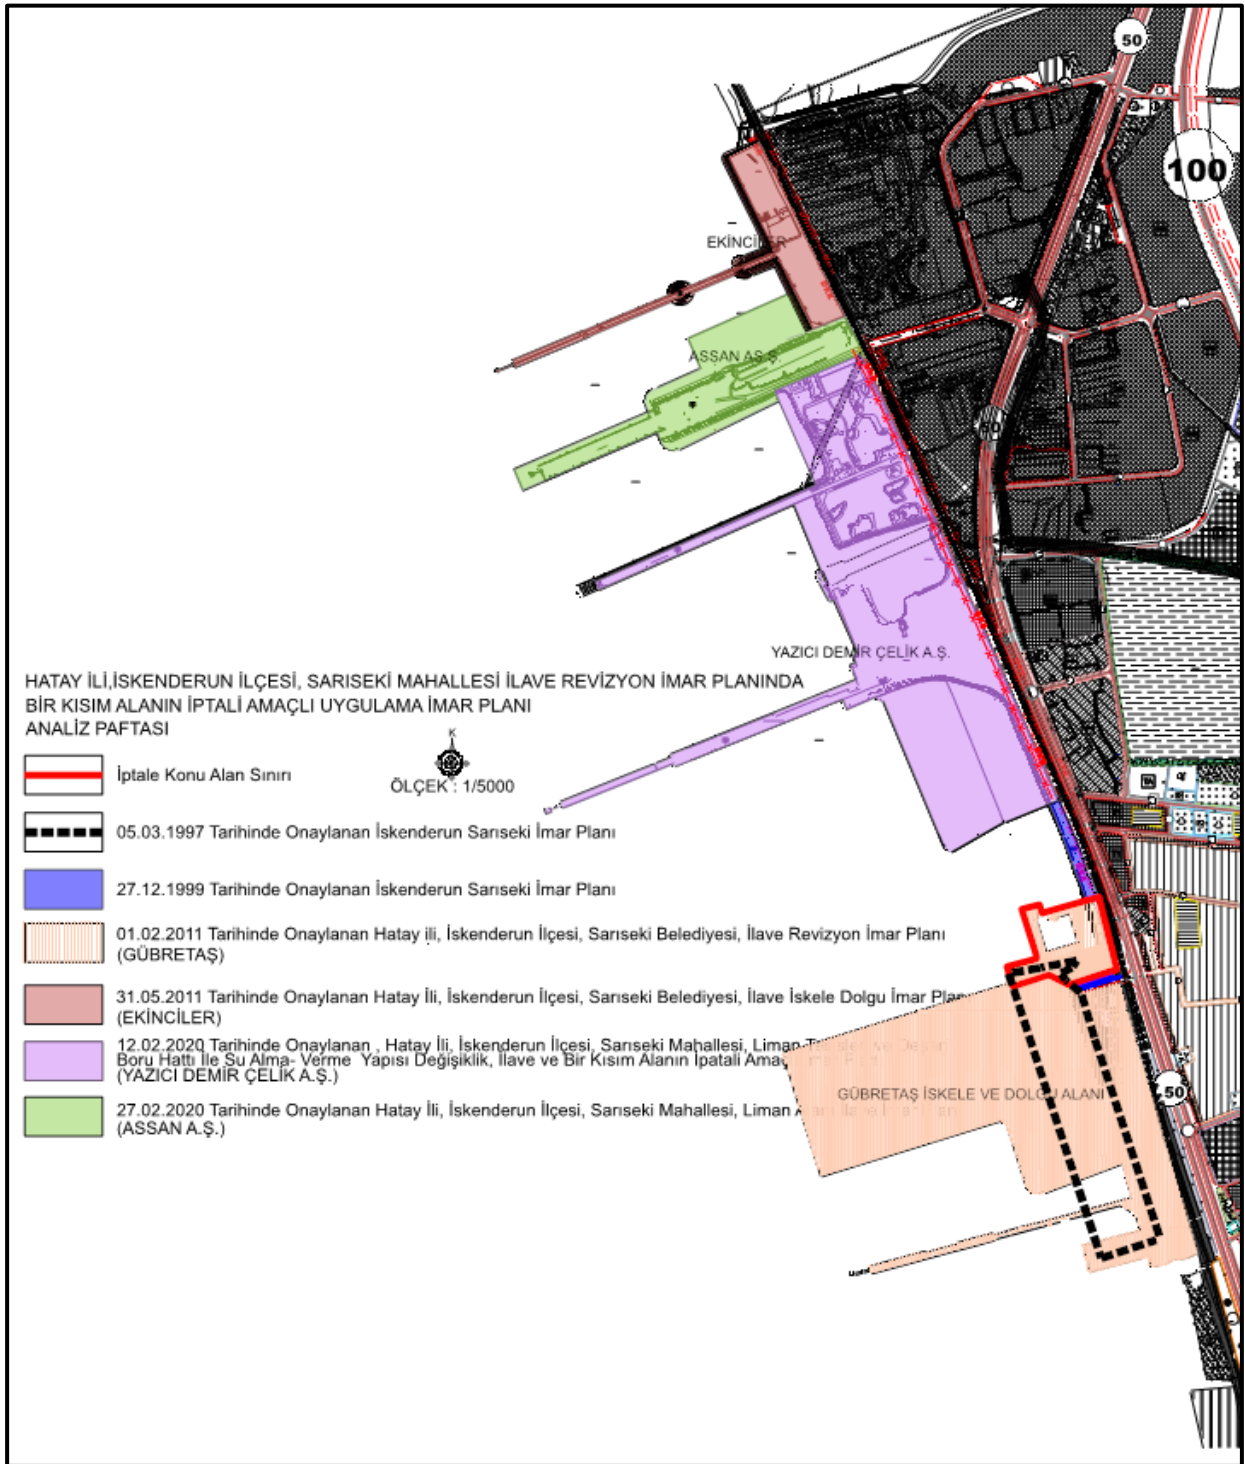 50
100
EKİNCİLER
ASSAN AŞ.Ş.
50
YAZICI DEMİR ÇELİK A.Ş.
HATAY İLİ,İSKENDERUN İLÇESİ, SARISEKİ MAHALLESİ İLAVE REVİZYON İMAR PLANINDA
BİR KISIM ALANIN İPTALİ AMAÇLI UYGULAMA İMAR PLANI
ANALİZ PAFTASI
K
ÖLÇEK : 1/5000
İptale Konu Alan Sınırı
05.03.1997 Tarihinde Onaylanan İskenderun Sarıseki İmar Planı
27.12.1999 Tarihinde Onaylanan İskenderun Sarıseki İmar Planı
01.02.2011 Tarihinde Onaylanan Hatay ili, İskenderun İlçesi, Sarıseki Belediyesi, İlave Revizyon İmar Planı
(GÜBRETAŞ)
31.05.2011 Tarihinde Onaylanan Hatay İli, İskenderun İlçesi, Sarıseki Belediyesi, İlave İskele Dolgu İmar Planı
(EKİNCİLER)
12.02.2020 Tarihinde Onaylanan , Hatay İli, İskenderun İlçesi, Sarıseki Mahallesi, Liman
Boru Hattı İle Su Alma- Verme Yapısı Değişiklik, İlave ve Bir Kısım Alanın İpatali
(YAZICI DEMİR ÇELİK A.Ş.)
27.02.2020 Tarihinde Onaylanan Hatay İli, İskenderun İlçesi, Sarıseki Mahallesi, Liman
(ASSAN A.Ş.)
GÜBRETAŞ İSKELE VE DOLGU ALANI
50